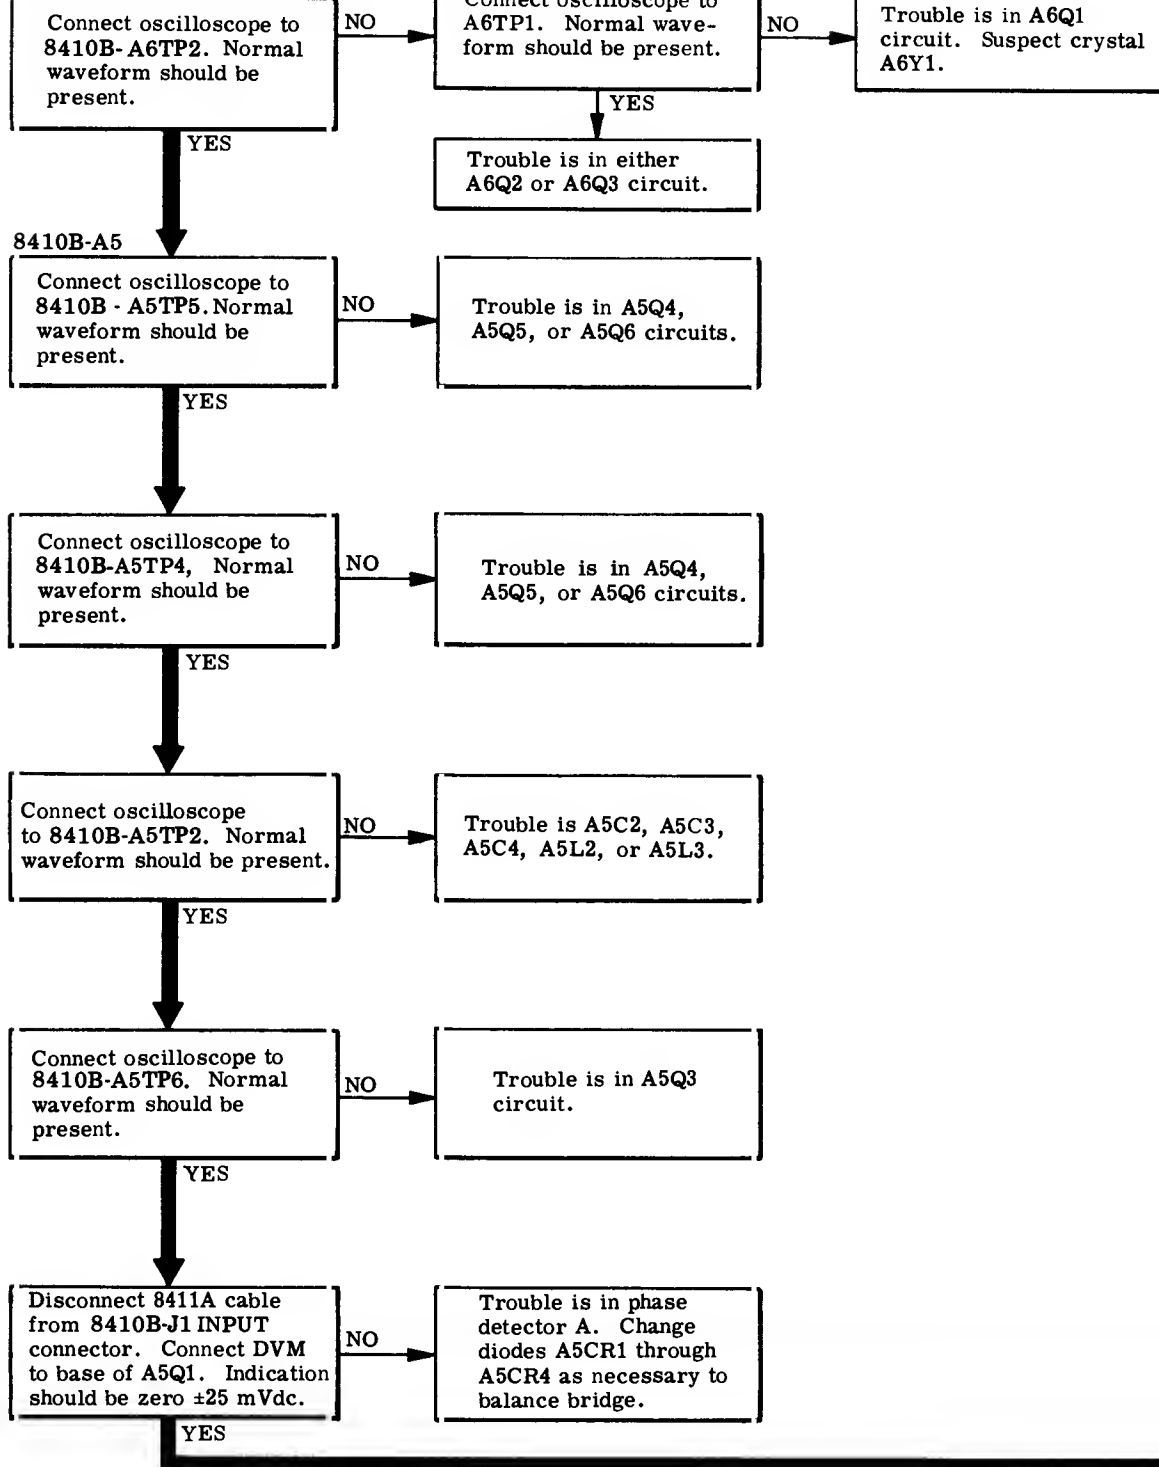 Connect oscilloscope to
8410B-A6TP2. Normal
waveform should be
present.
NO
Connect oscilloscope to
A6TP1. Normal wave-
form should be present.
NO
Trouble is in A6Q1
circuit. Suspect crystal
A6Y1.
YES
YES
Trouble is in either
A6Q2 or A6Q3 circuit.
8410B-A5
Connect oscilloscope to
8410B - A5TP5. Normal
waveform should be
present.
NO
Trouble is in A5Q4,
A5Q5, or A5Q6 circuits.
YES
Connect oscilloscope to
8410B-A5TP4, Normal
waveform should be
present.
NO
Trouble is in A5Q4,
A5Q5, or A5Q6 circuits.
YES
Connect oscilloscope
to 8410B-A5TP2. Normal
waveform should be present.
NO
Trouble is A5C2, A5C3,
A5C4, A5L2, or A5L3.
YES
Connect oscilloscope to
8410B-A5TP6. Normal
waveform should be
present.
NO
Trouble is in A5Q3
circuit.
YES
Disconnect 8411A cable
from 8410B-J1 INPUT
connector. Connect DVM
to base of A5Q1. Indication
should be zero ±25 mVdc.
NO
Trouble is in phase
detector A. Change
diodes A5CR1 through
A5CR4 as necessary to
balance bridge.
YES